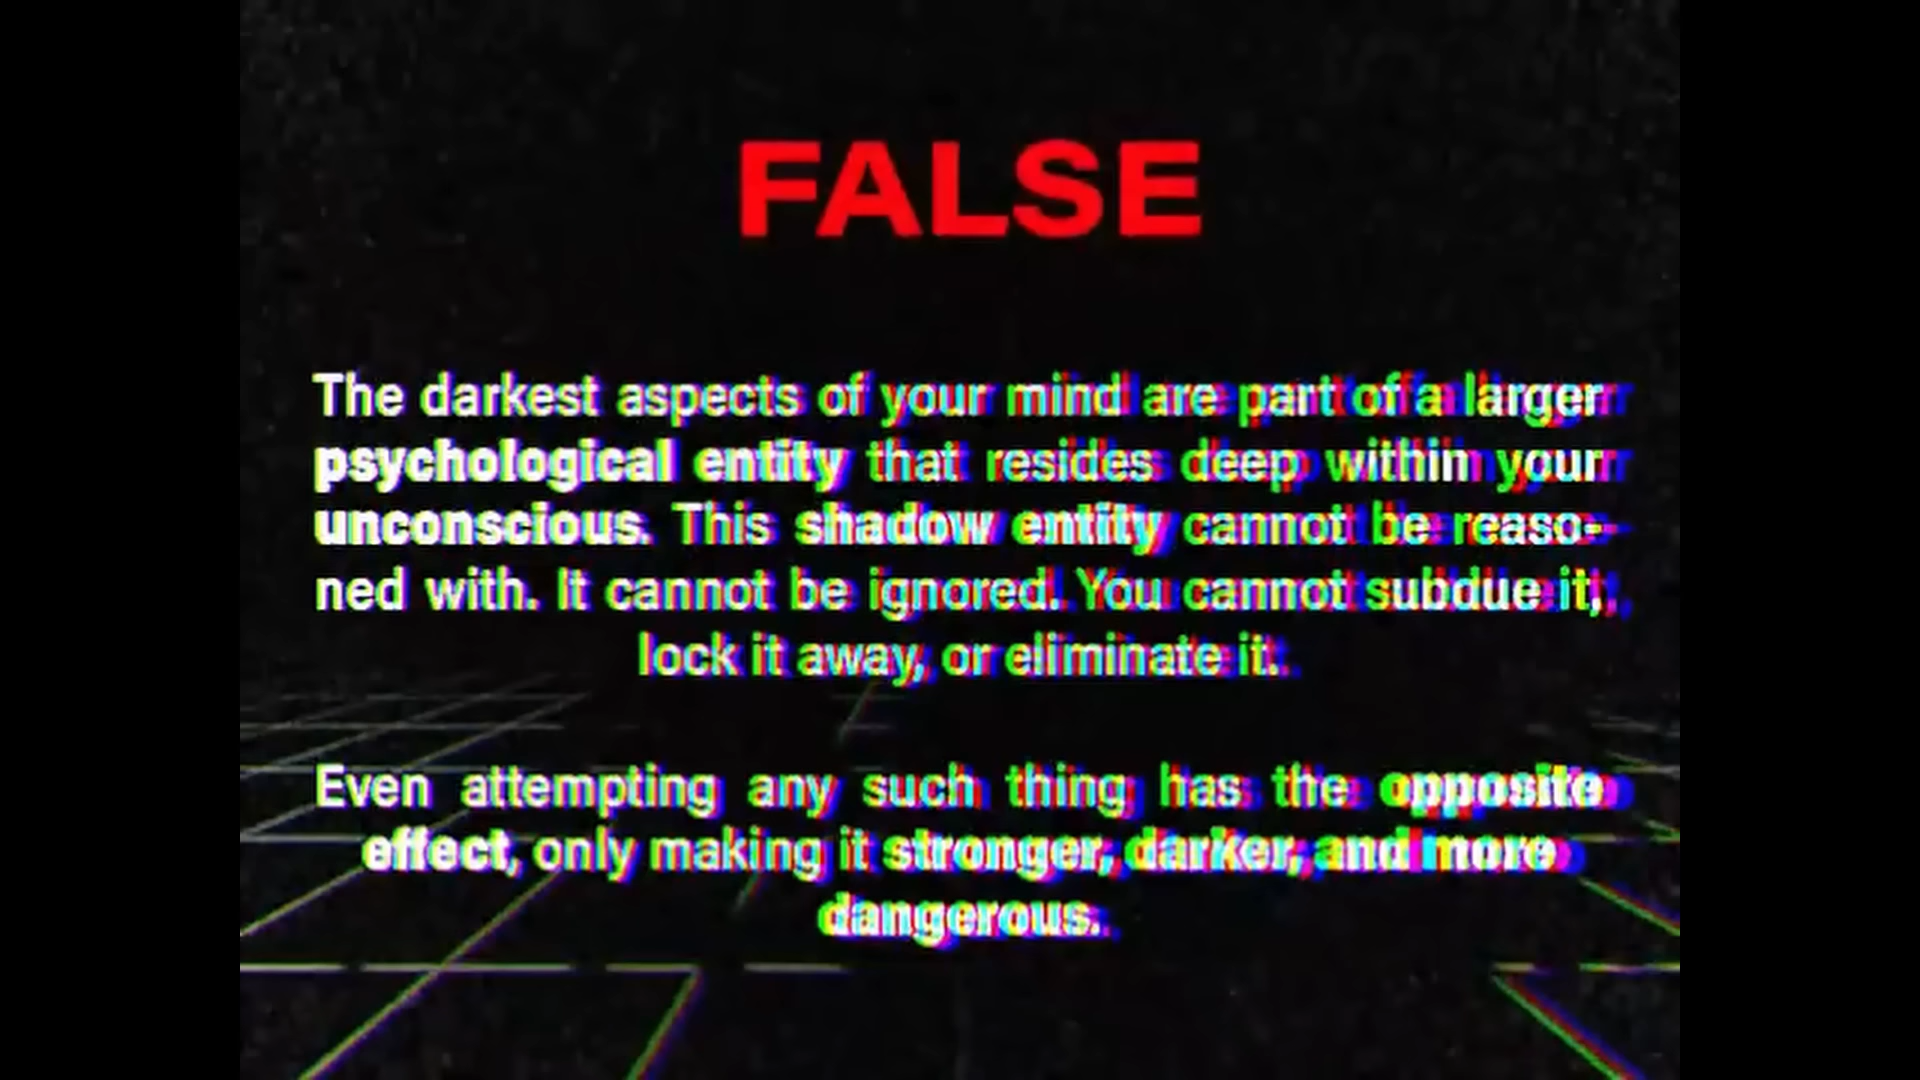 FALSE
The darkest aspects of your mind are part of a larger
psychological entity that resides deep within your
unconscious. This shadow entity cannot be reaso-
ned with. It cannot be ignored. You cannot subdue it,
lock it away, or eliminate it.
Even attempting any such thing has the opposite
effect, only making it stronger, darker, and more
dangerous.